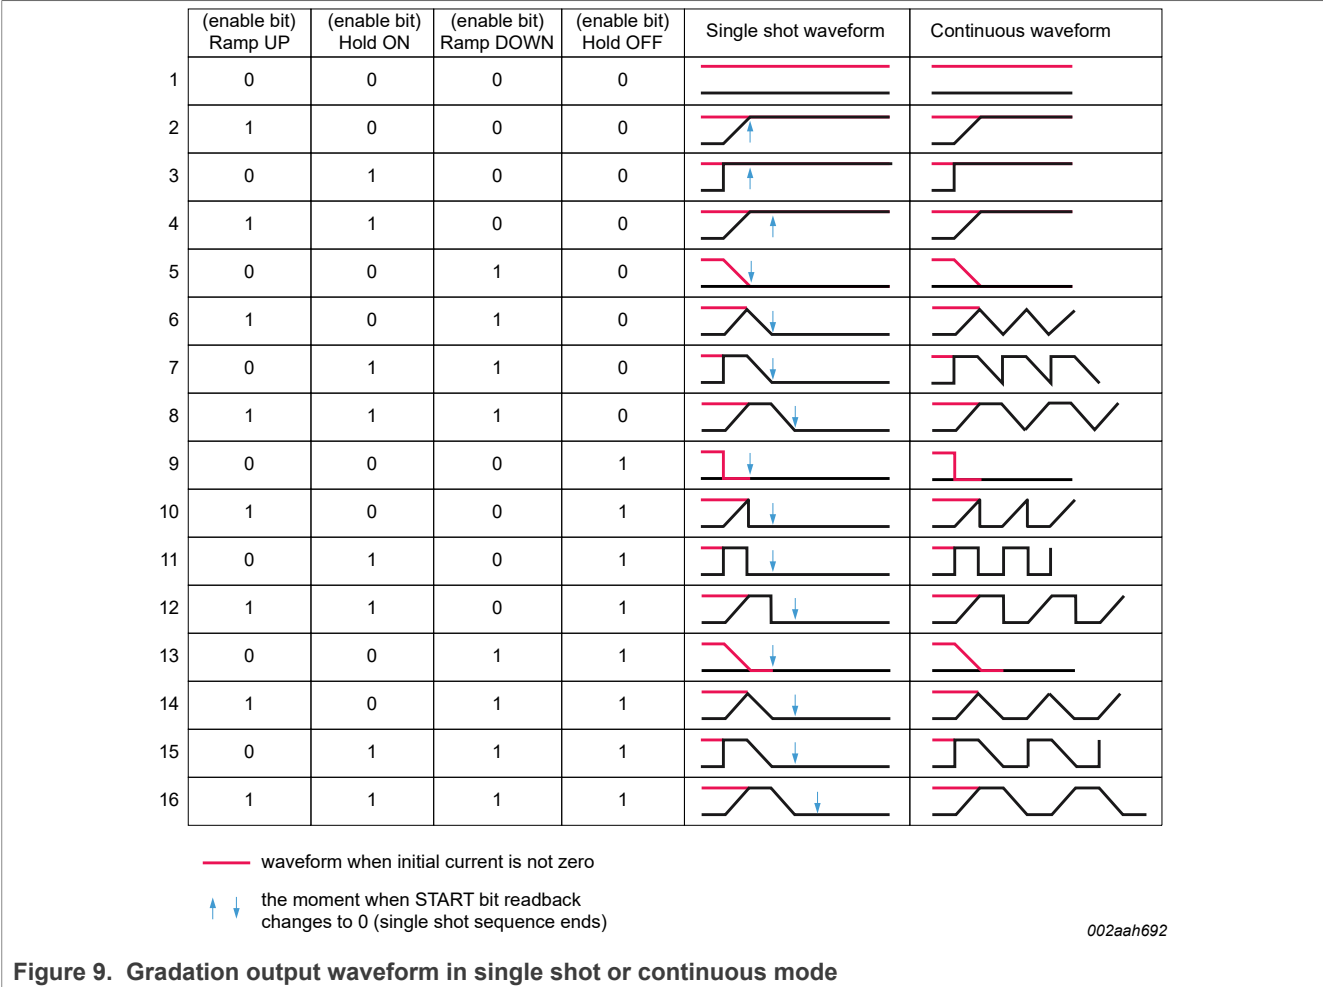 (enable bit) Ramp UP (enable bit) Hold ON (enable bit) Ramp DOWN (enable bit) Hold OFF Single shot waveform Continuous waveform
1 0 0 0 0
2 1 0 0 0
3 0 1 0 0
4 1 1 0 0
5 0 0 1 0
6 1 0 1 0
7 0 1 1 0
8 1 1 1 0
9 0 0 0 1
10 1 0 0 1
11 0 1 0 1
12 1 1 0 1
13 0 0 1 1
14 1 0 1 1
15 0 1 1 1
16 1 1 1 1
waveform when initial current is not zero
the moment when START bit readback
changes to 0 (single shot sequence ends)
002aah692
Figure 9. Gradation output waveform in single shot or continuous mode